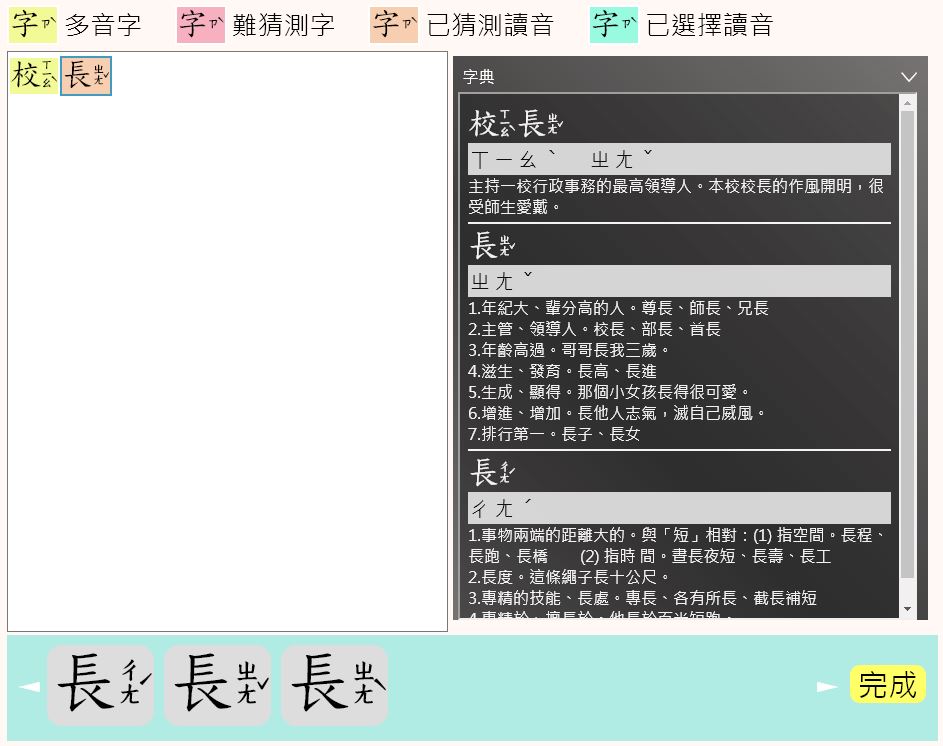 字ㄗˋ 多音字 字ㄗˋ 難猜測字 字ㄗˋ 已猜測讀音 字ㄗˋ 已選擇讀音
校ㄒㄧㄠˋ長ㄓㄤˇ
字典
校ㄒㄧㄠˋ長ㄓㄤˇ
ㄒㄧㄠˋ ㄓㄤˇ
主持一校行政事務的最高領導人。本校校長的作風開明，很
受師生愛戴。
長ㄓㄤˇ
ㄓㄤˇ
1.年紀大、輩分高的人。尊長、師長、兄長
2.主管、領導人。校長、部長、首長
3.年齡高過。哥哥長我三歲。
4.滋生、發育。長高、長進
5.生成、顯得。那個小女孩長得很可愛。
6.增進、增加。長他人志氣，滅自己威風。
7.排行第一。長子、長女
長ㄔㄤˊ
ㄔㄤˊ
1.事物兩端的距離大的。與「短」相對：(1) 指空間。長程、
長跑、長橋 (2) 指時 間。晝長夜短、長壽、長工
2.長度。這條繩子長十公尺。
3.專精的技能、長處。專長、各有所長、截長補短
長ㄔㄤˊ 長ㄓㄤˇ 長ㄓㄤˋ 完成